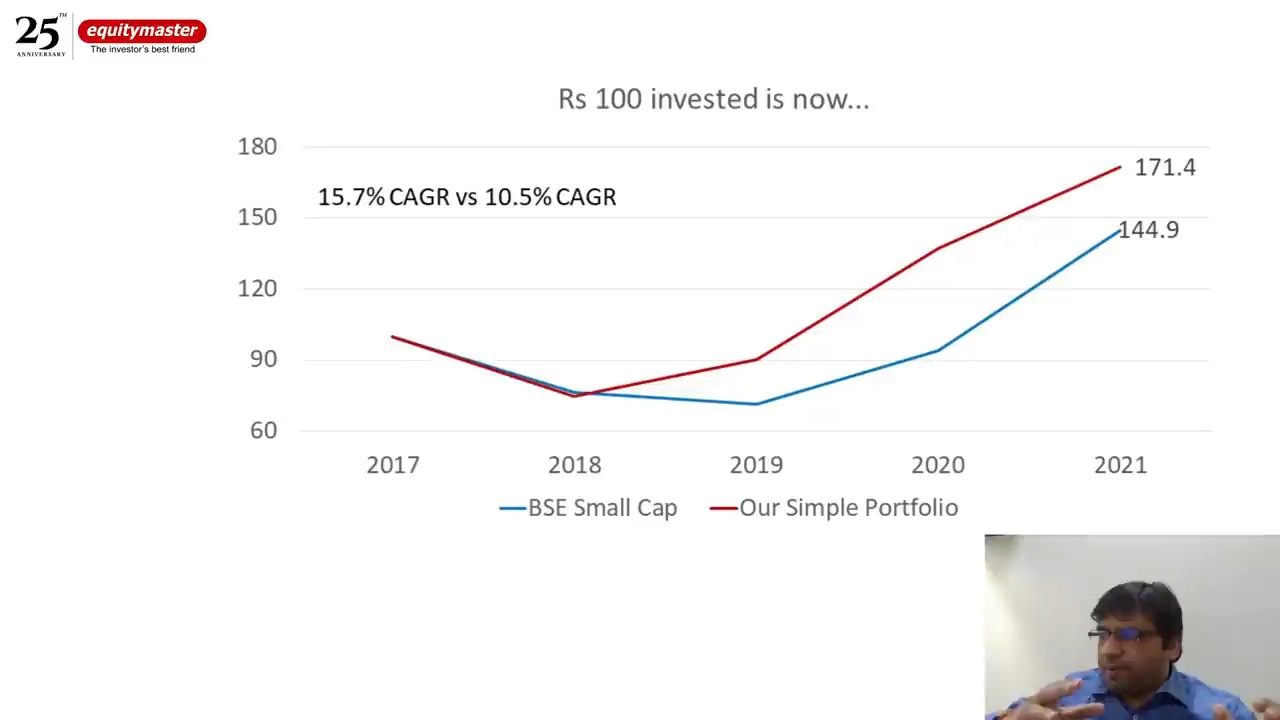 25TH
ANNIVERSARY
equitymaster
The investor's best friend
Rs 100 invested is now...
180
171.4
15.7% CAGR vs 10.5% CAGR
150
144.9
120
90
60
2017 2018 2019 2020 2021
BSE Small Cap Our Simple Portfolio